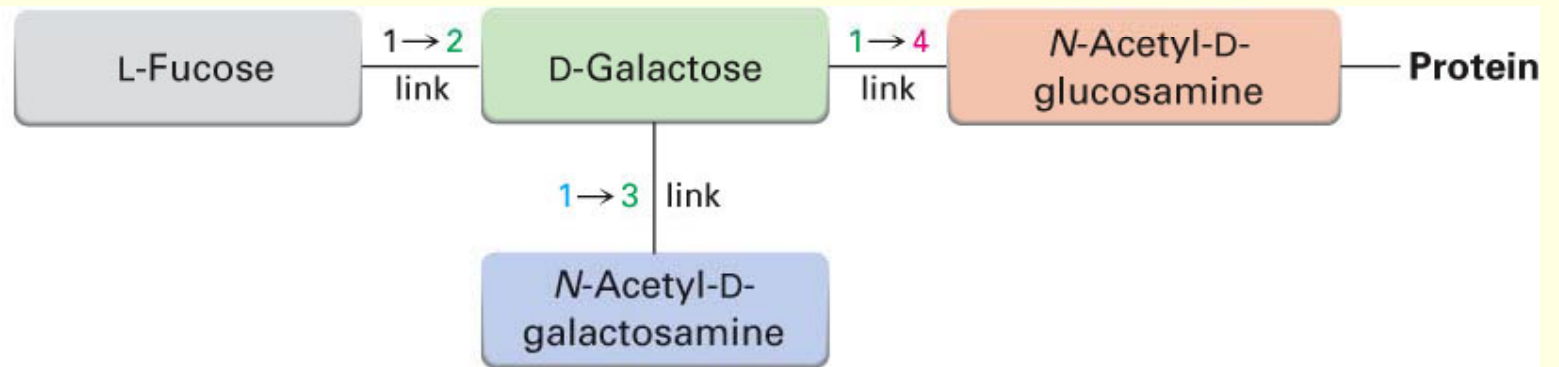 L-Fucose
1→2
link
D-Galactose
1→4
link
N-Acetyl-D-
glucosamine
Protein
1→3 link
N-Acetyl-D-
galactosamine